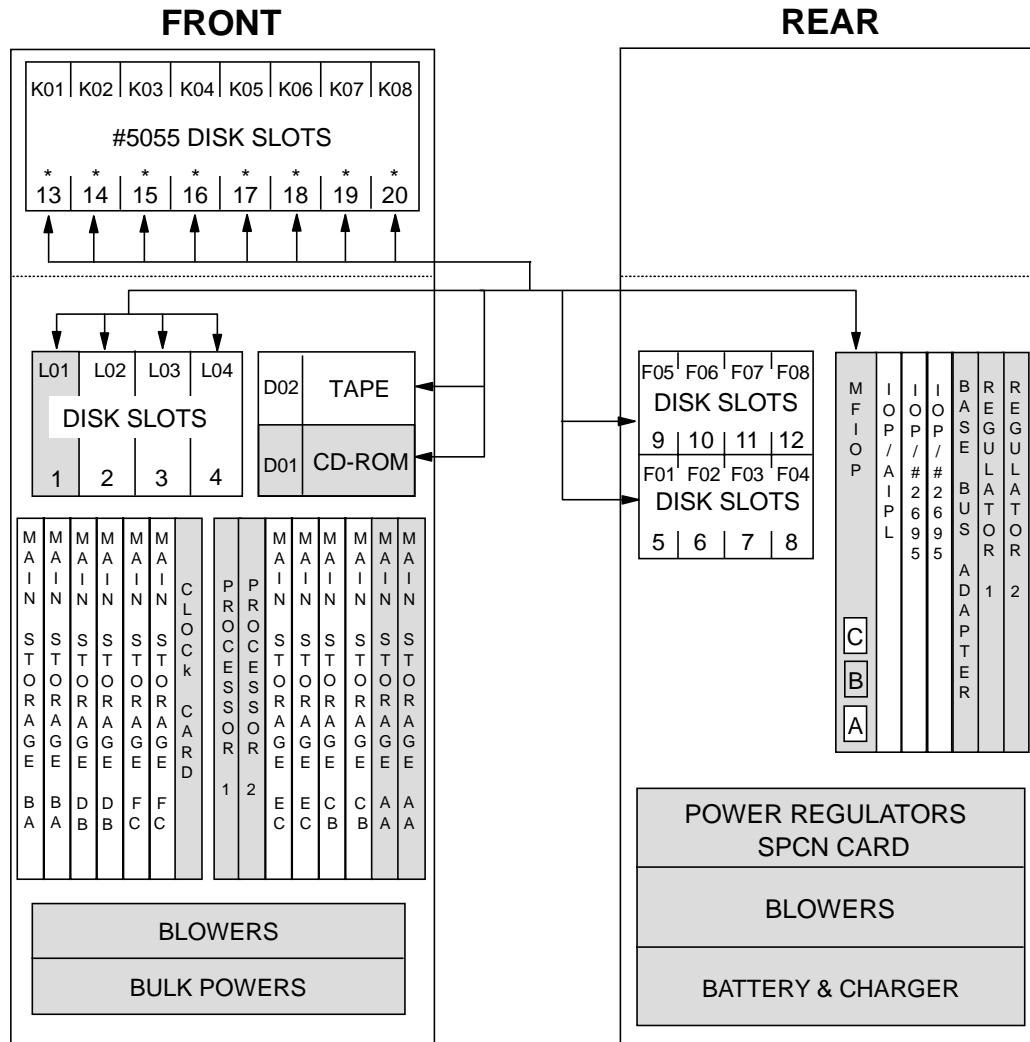 FRONT
REAR
K01 K02 K03 K04 K05 K06 K07 K08
#5055 DISK SLOTS
* * * * * * * *
13 14 15 16 17 18 19 20
L01 L02 L03 L04
DISK SLOTS
1 2 3 4
D02 TAPE
D01 CD-ROM
F05 F06 F07 F08
DISK SLOTS
9 10 11 12
F01 F02 F03 F04
DISK SLOTS
5 6 7 8
MFIOP
C
B
A
IOP/AIPL
IOP/#2695
IOP/#2695
BASE BUS ADAPTER
REGULATOR 1
REGULATOR 2
MAIN STORAGE BA
MAIN STORAGE BA
MAIN STORAGE DB
MAIN STORAGE DB
MAIN STORAGE FC
MAIN STORAGE FC
CLOCk CARD
PROCESSOR 1
PROCESSOR 2
MAIN STORAGE EC
MAIN STORAGE EC
MAIN STORAGE CB
MAIN STORAGE CB
MAIN STORAGE AA
MAIN STORAGE AA
BLOWERS
BULK POWERS
POWER REGULATORS
SPCN CARD
BLOWERS
BATTERY & CHARGER